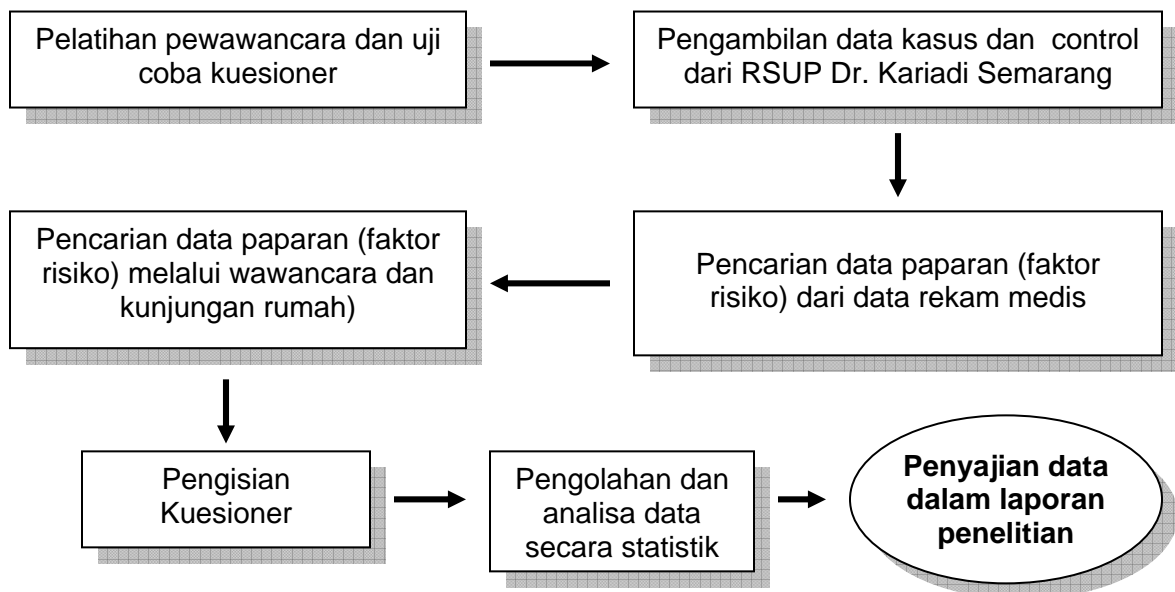 Pelatihan pewawancara dan uji
coba kuesioner
Pengambilan data kasus dan control
dari RSUP Dr. Kariadi Semarang
Pencarian data paparan (faktor
risiko) dari data rekam medis
Pencarian data paparan (faktor
risiko) melalui wawancara dan
kunjungan rumah)
Pengisian
Kuesioner
Pengolahan dan
analisa data
secara statistik
Penyajian data
dalam laporan
penelitian